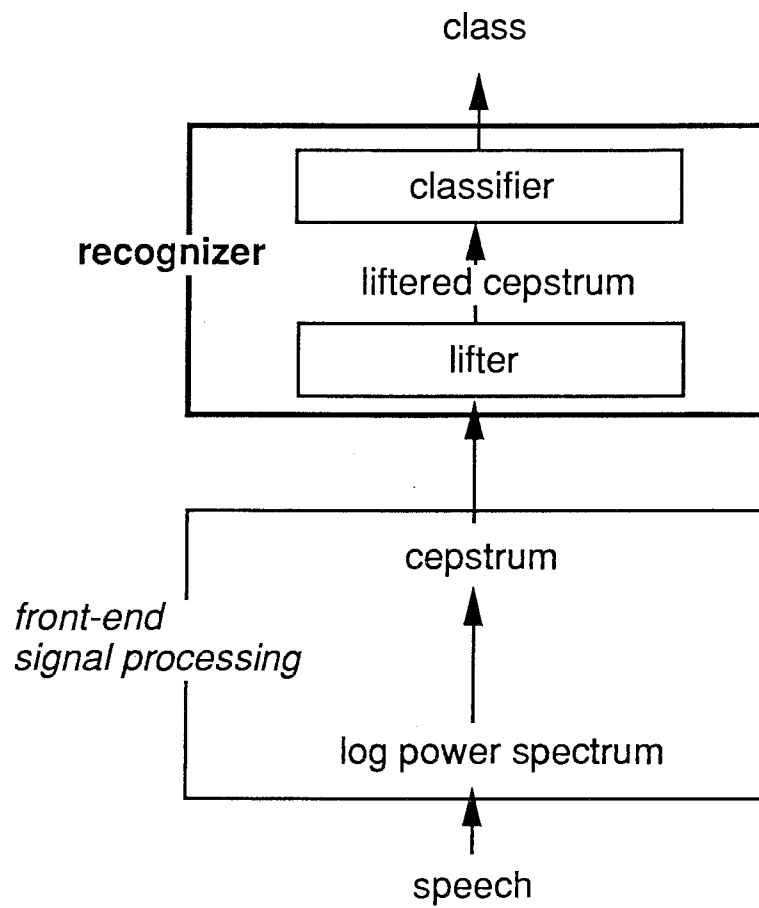 class
classifier
recognizer
liftered cepstrum
lifter
cepstrum
front-end
signal processing
log power spectrum
speech